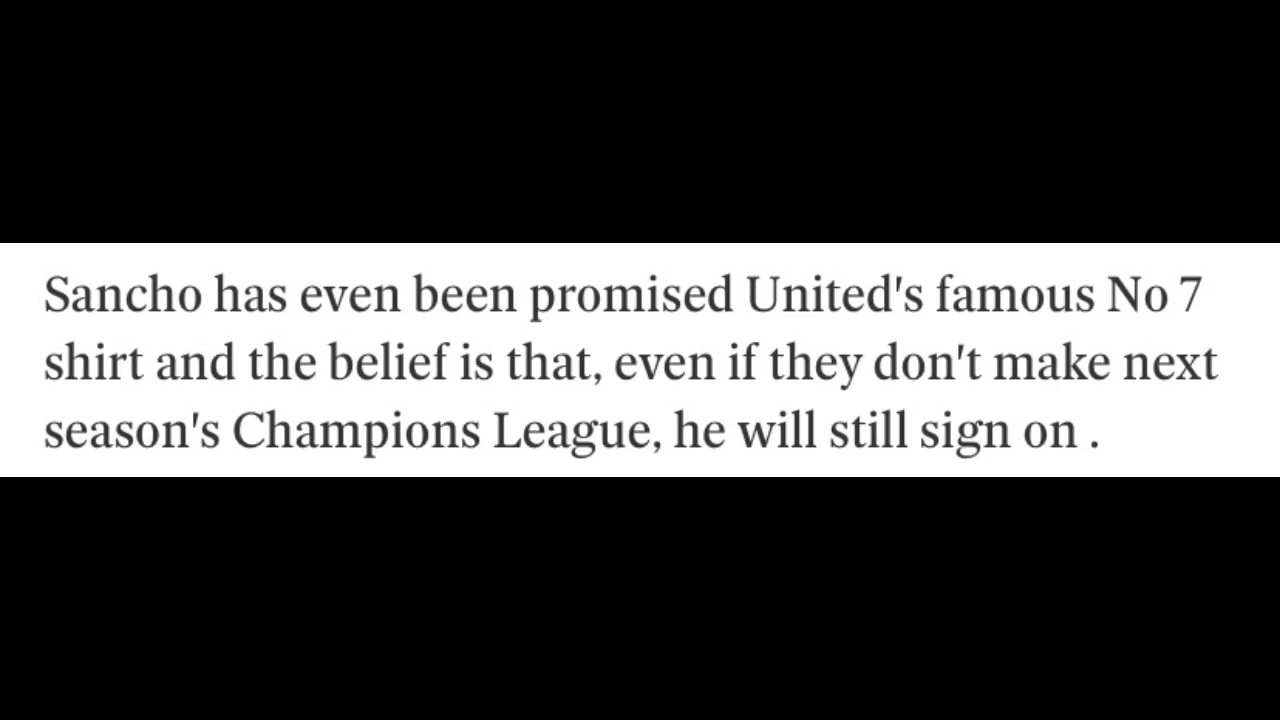 Sancho has even been promised United's famous No 7
shirt and the belief is that, even if they don't make next
season's Champions League, he will still sign on .